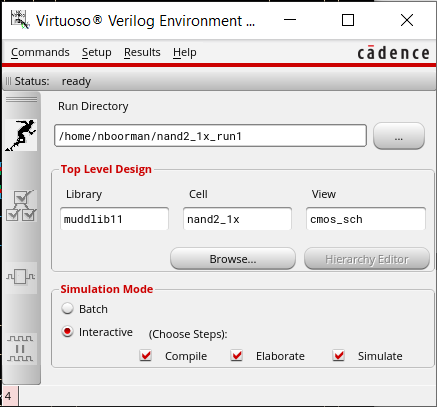 Virtuoso® Verilog Environment ...
Commands Setup Results Help cādence
Status: ready
Run Directory
/home/nboorman/nand2_1x_run1 ...
Top Level Design
Library Cell View
muddlib11 nand2_1x cmos_sch
Browse... Hierarchy Editor
Simulation Mode
Batch
Interactive (Choose Steps):
Compile Elaborate Simulate
4